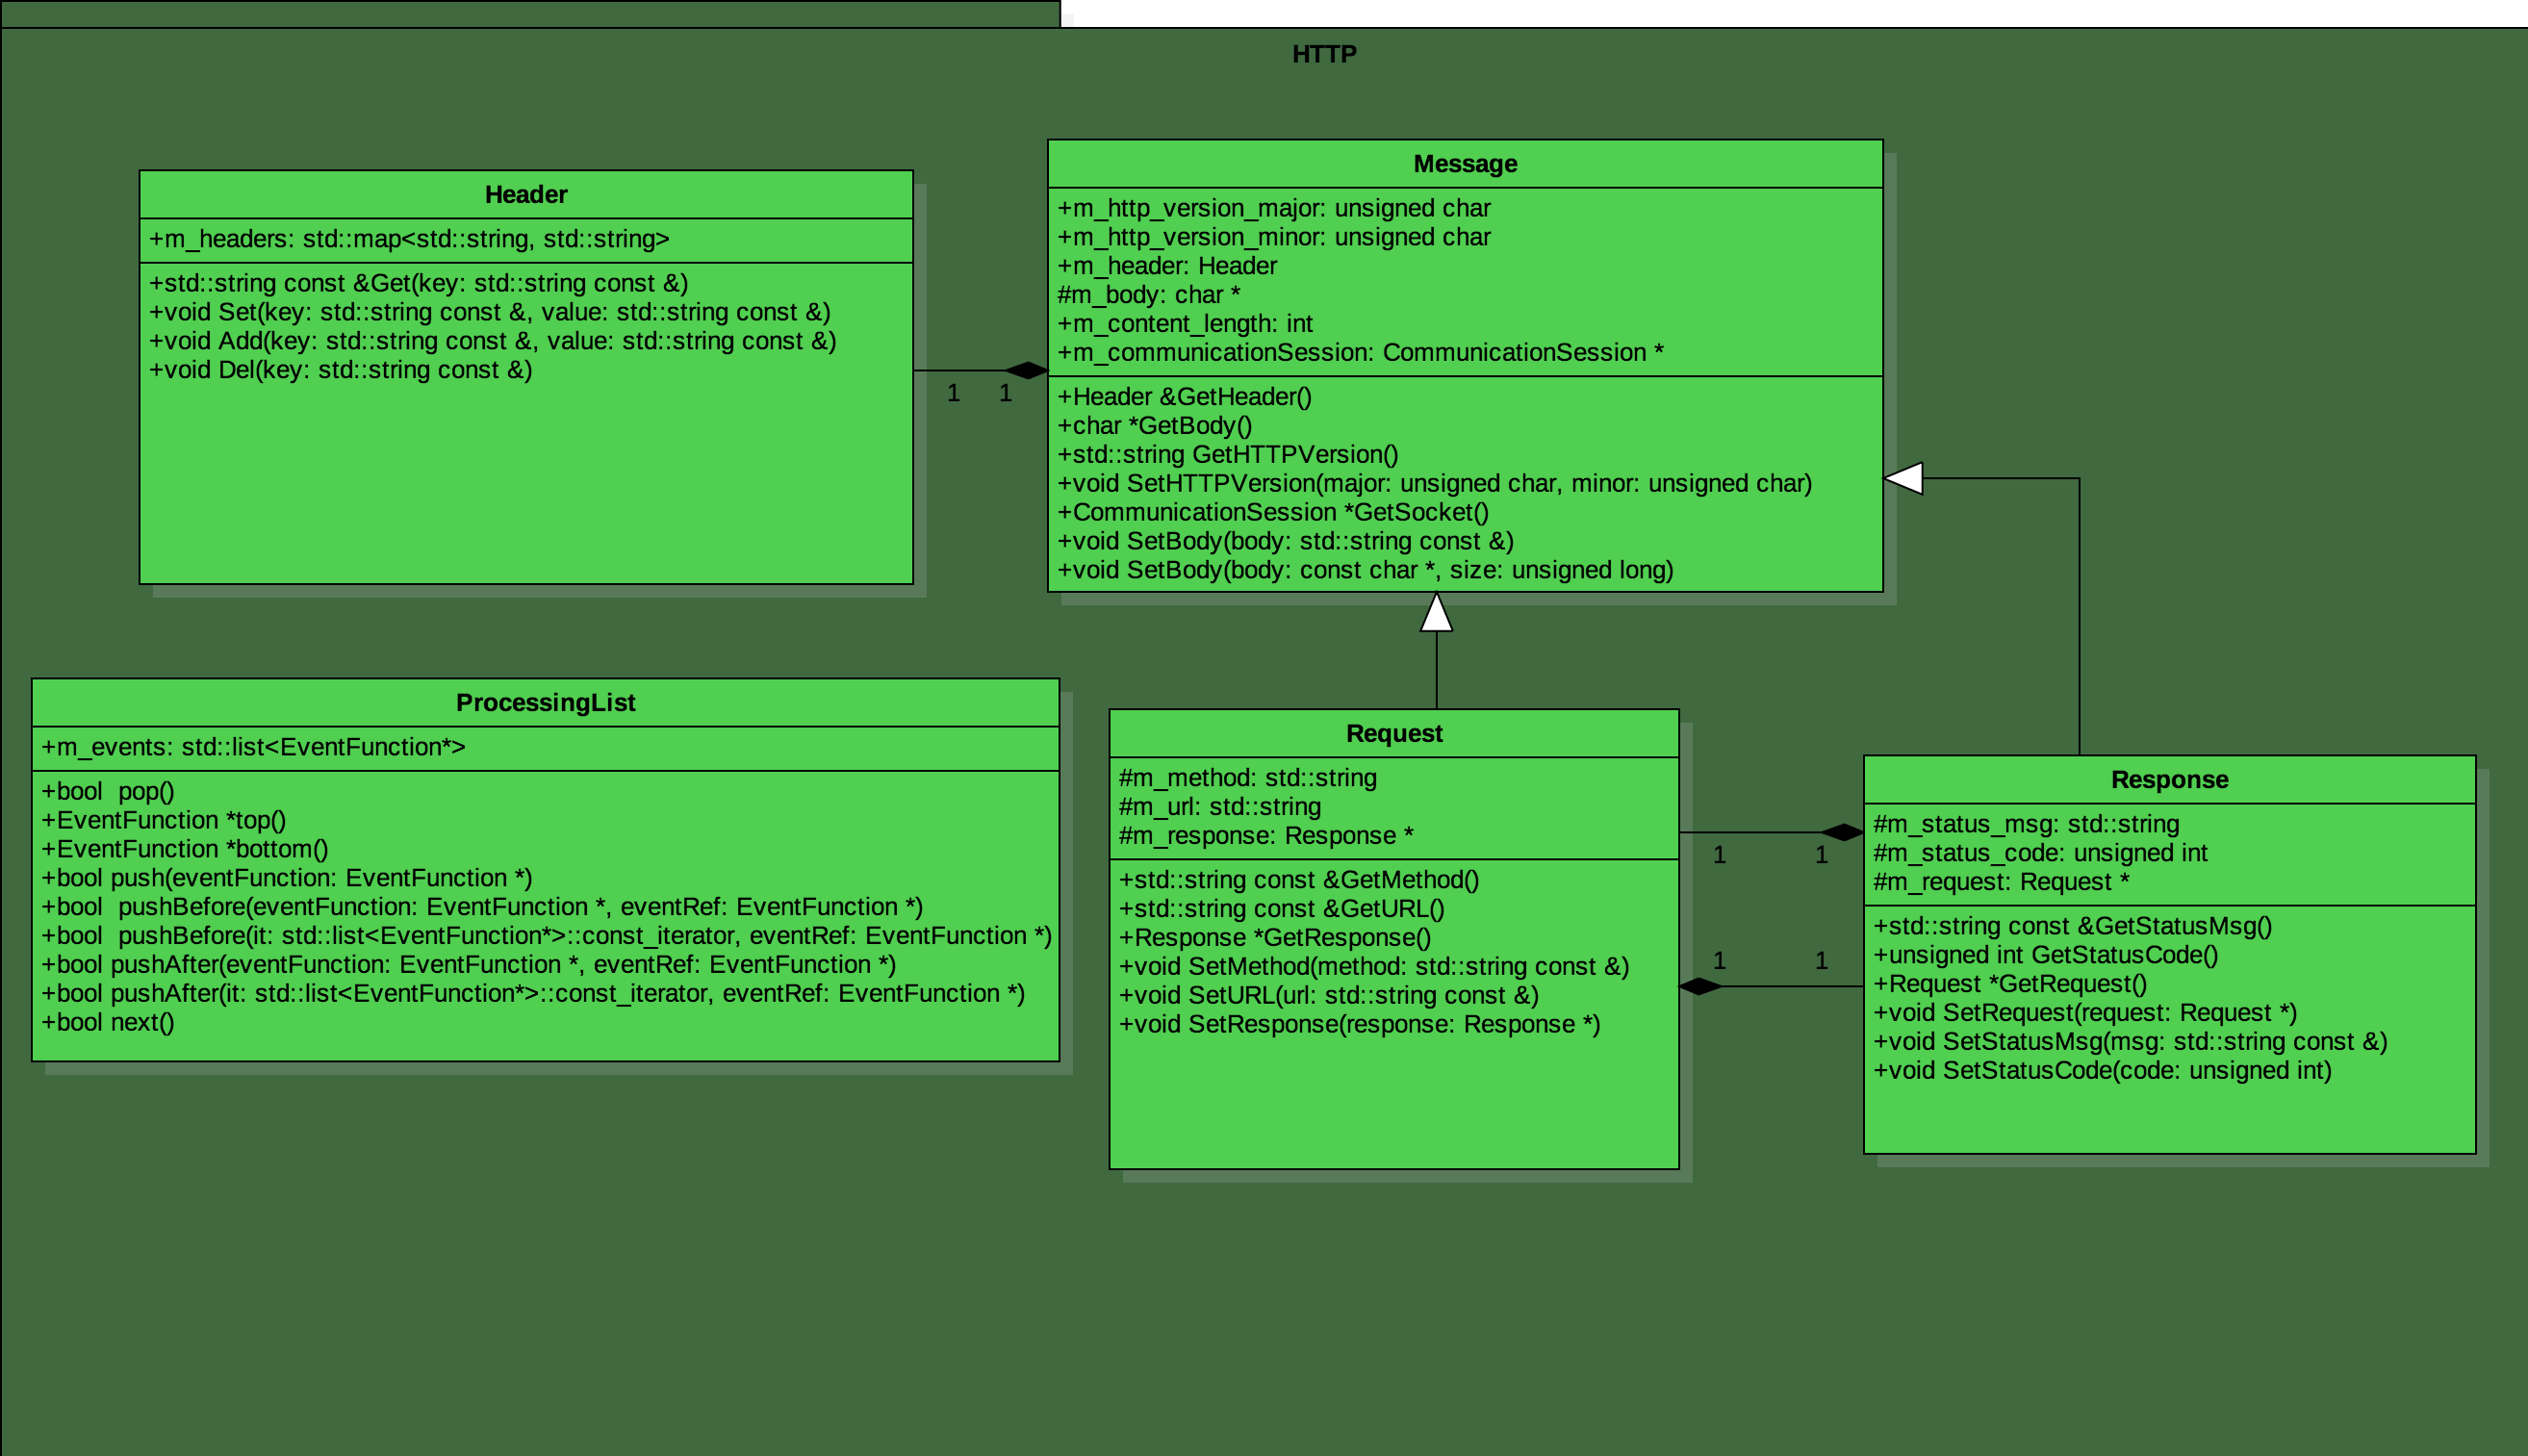 HTTP
Header
+m_headers: std::map<std::string, std::string>
+std::string const &Get(key: std::string const &)
+void Set(key: std::string const &, value: std::string const &)
+void Add(key: std::string const &, value: std::string const &)
+void Del(key: std::string const &)
1 1
Message
+m_http_version_major: unsigned char
+m_http_version_minor: unsigned char
+m_header: Header
#m_body: char *
+m_content_length: int
+m_communicationSession: CommunicationSession *
+Header &GetHeader()
+char *GetBody()
+std::string GetHTTPVersion()
+void SetHTTPVersion(major: unsigned char, minor: unsigned char)
+CommunicationSession *GetSocket()
+void SetBody(body: std::string const &)
+void SetBody(body: const char *, size: unsigned long)
ProcessingList
+m_events: std::list<EventFunction*>
+bool  pop()
+EventFunction *top()
+EventFunction *bottom()
+bool push(eventFunction: EventFunction *)
+bool  pushBefore(eventFunction: EventFunction *, eventRef: EventFunction *)
+bool  pushBefore(it: std::list<EventFunction*>::const_iterator, eventRef: EventFunction *)
+bool pushAfter(eventFunction: EventFunction *, eventRef: EventFunction *)
+bool pushAfter(it: std::list<EventFunction*>::const_iterator, eventRef: EventFunction *)
+bool next()
Request
#m_method: std::string
#m_url: std::string
#m_response: Response *
+std::string const &GetMethod()
+std::string const &GetURL()
+Response *GetResponse()
+void SetMethod(method: std::string const &)
+void SetURL(url: std::string const &)
+void SetResponse(response: Response *)
1 1
1 1
Response
#m_status_msg: std::string
#m_status_code: unsigned int
#m_request: Request *
+std::string const &GetStatusMsg()
+unsigned int GetStatusCode()
+Request *GetRequest()
+void SetRequest(request: Request *)
+void SetStatusMsg(msg: std::string const &)
+void SetStatusCode(code: unsigned int)